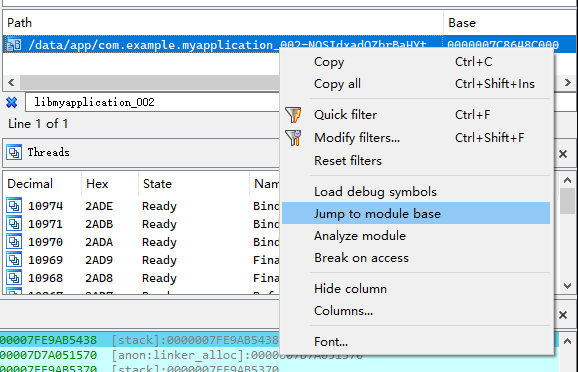 Path Base
/data/app/com.example.myapplication_002- 0000007C8648C000
libmyapplication_002
Line 1 of 1
Threads
Decimal Hex State
10974 2ADE Ready Bind
10971 2ADB Ready Bind
10970 2ADA Ready Bind
10969 2AD9 Ready Fina
10968 2AD8 Ready Fina
Copy Ctrl+C
Copy all Ctrl+Shift+Ins
Quick filter Ctrl+F
Modify filters... Ctrl+Shift+F
Reset filters
Load debug symbols
Jump to module base
Analyze module
Break on access
Hide column
Columns...
Font...
00007FE9AB5438 [stack]:0000007FE9AB5438
00007D7A051570 [anon:linker_alloc]:0000007D7A051570
00007FE9AB5370